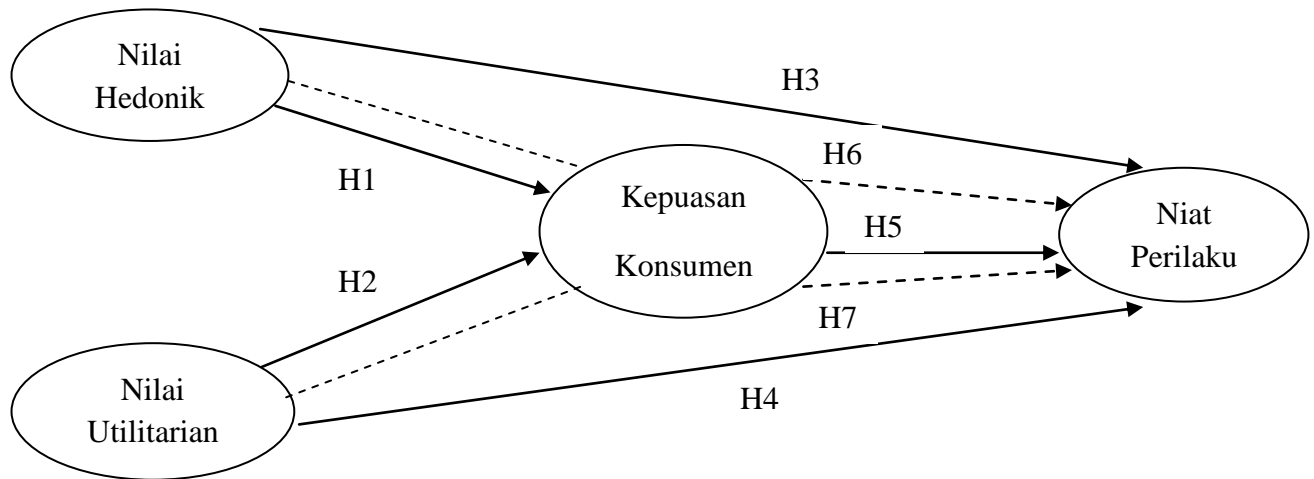 Nilai
Hedonik
H3
H1
H6
Kepuasan
Konsumen
H5
Niat
Perilaku
H2
H7
Nilai
Utilitarian
H4